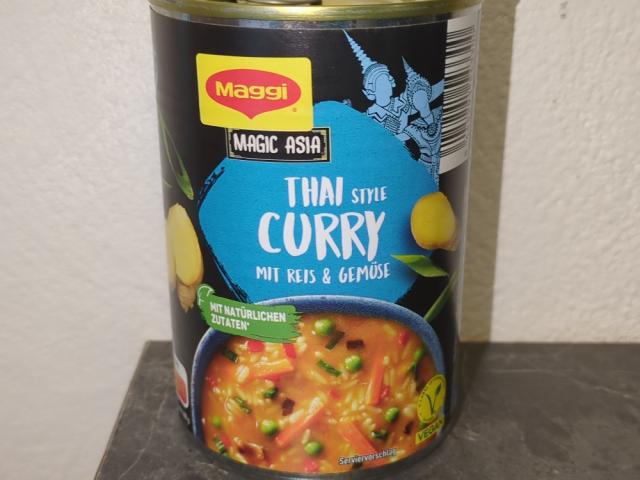 Maggi
MAGIC ASIA
THAI STYLE
CURRY
MIT REIS & GEMÜSE
MIT NATÜRLICHEN
ZUTATEN*
V
VEGAN
Serviervorschlag